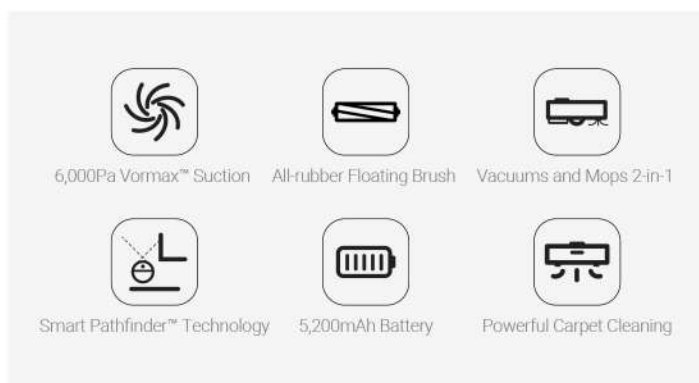 6,000Pa Vormax™ Suction
All-rubber Floating Brush
Vacuums and Mops 2-in-1
Smart Pathfinder™ Technology
5,200mAh Battery
Powerful Carpet Cleaning